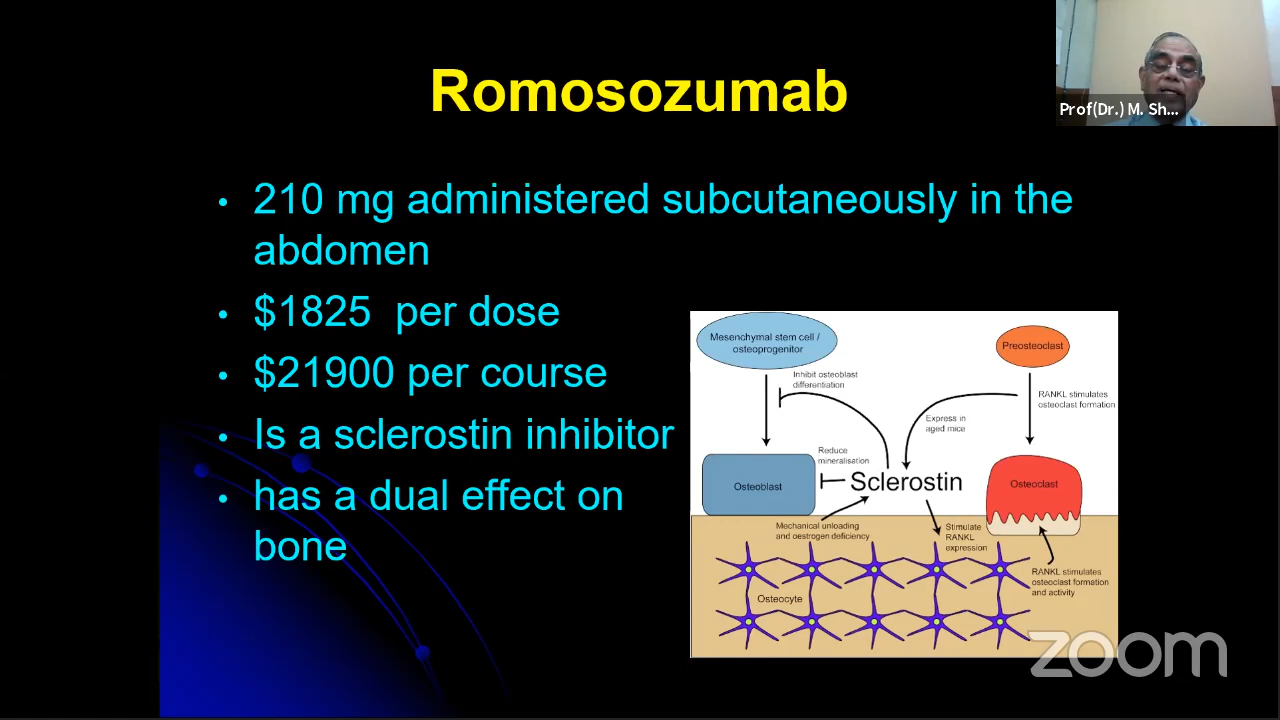 Romosozumab
Prof(Dr.) M. Sh...
• 210 mg administered subcutaneously in the
abdomen
• $1825 per dose
• $21900 per course
• Is a sclerostin inhibitor
• has a dual effect on
bone
Mesenchymal stem cell /
osteoprogenitor
Preosteoclast
Inhibit osteoblast
differentiation
RANKL stimulates
osteoclast formation
Express in
aged mice
Reduce
mineralisation
Osteoblast
Sclerostin
Osteoclast
Mechanical unloading
and oestrogen deficiency
Stimulate
RANKL
expression
RANKL stimulates
osteoclast formation
and activity
Osteocyte
zoom